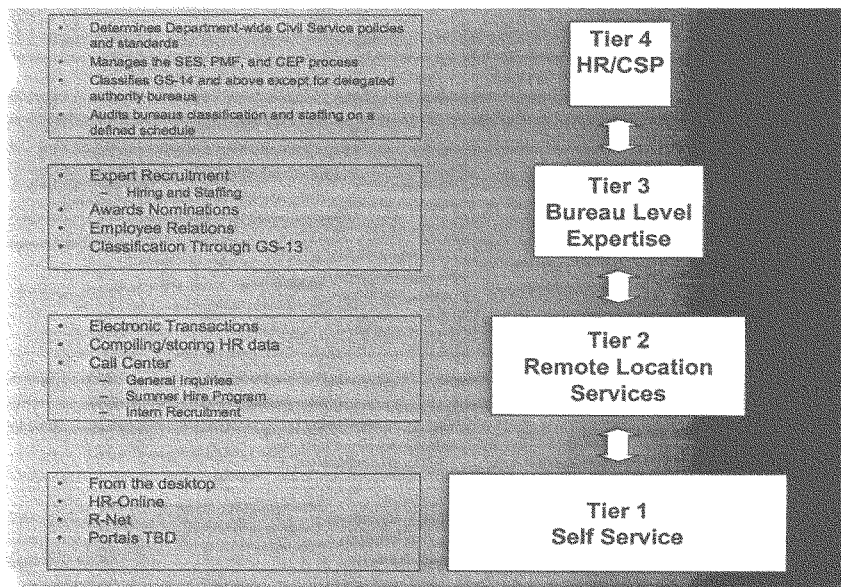 • Determines Department-wide Civil Service policies
and standards
• Manages the SES, PMF, and CEP process
• Classifies GS-14 and above except for delegated
authority bureaus
• Audits bureaus classification and staffing on a
defined schedule
Tier 4
HR/CSP
• Expert Recruitment
– Hiring and Staffing
• Awards Nominations
• Employee Relations
• Classification Through GS-13
Tier 3
Bureau Level
Expertise
• Electronic Transactions
• Compiling/storing HR data
• Call Center
– General Inquiries
– Summer Hire Program
– Intern Recruitment
Tier 2
Remote Location
Services
• From the desktop
• HR-Online
• R-Net
• Portals TBD
Tier 1
Self Service